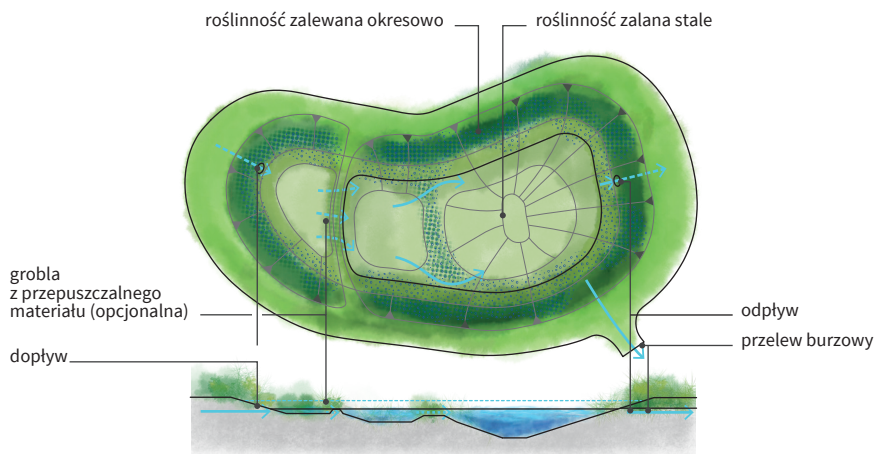 roślinność zalewana okresowo
roślinność zalana stale
grobla
z przepuszczalnego
materiału (opcjonalna)
dopływ
odpływ
przelew burzowy